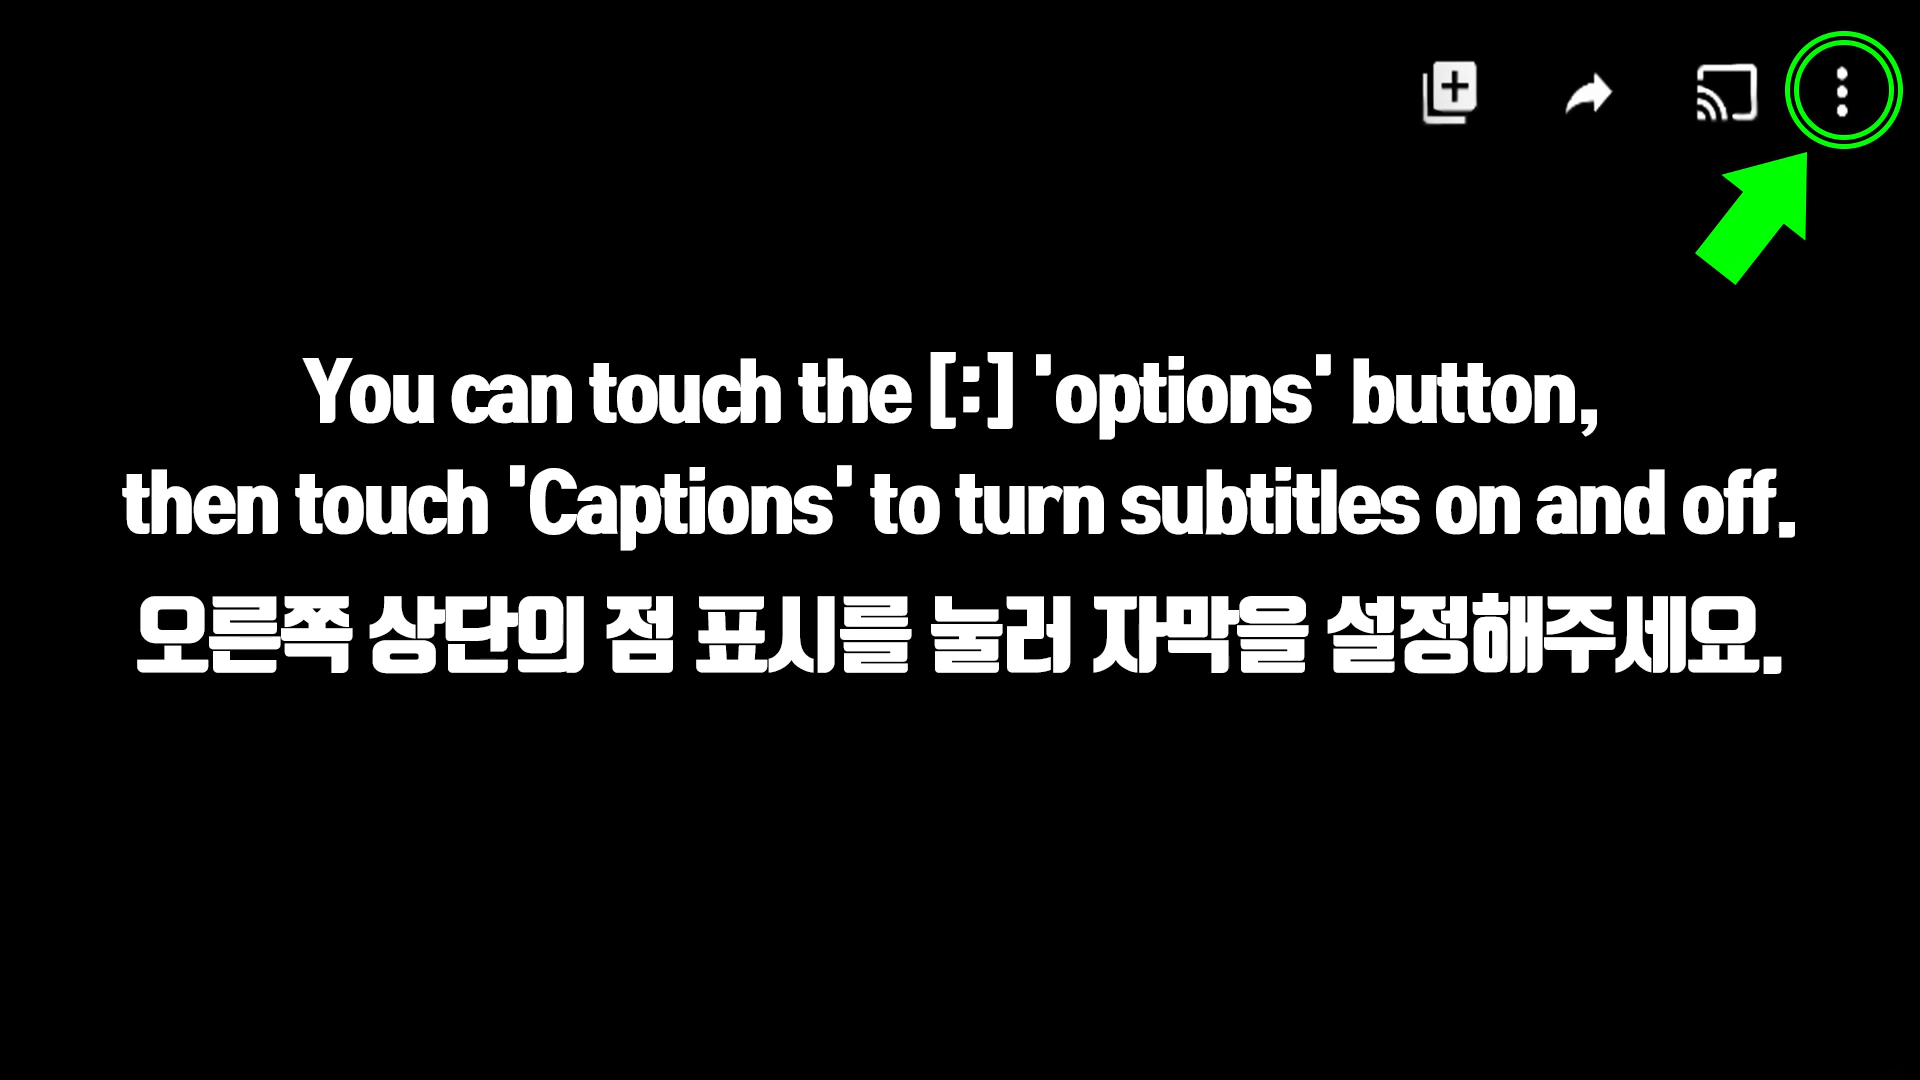 You can touch the [:] 'options' button,
then touch 'Captions' to turn subtitles on and off.
오른쪽 상단의 점 표시를 눌러 자막을 설정해주세요.